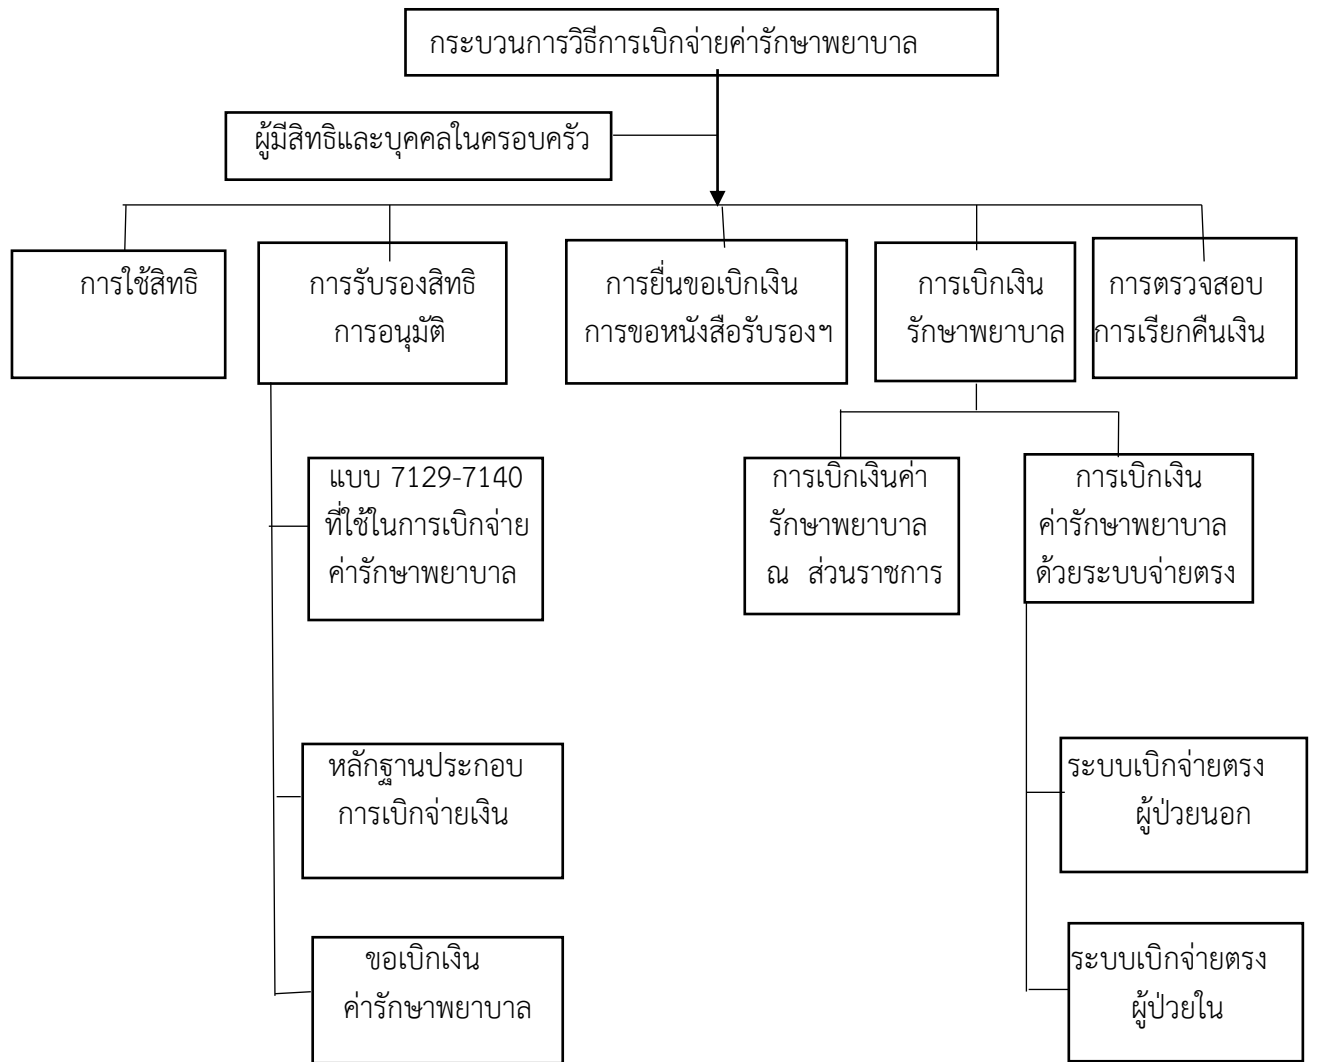 กระบวนการวิธีการเบิกจ่ายค่ารักษาพยาบาล
ผู้มีสิทธิและบุคคลในครอบครัว
การใช้สิทธิ
การรับรองสิทธิ
การอนุมัติ
การยื่นขอเบิกเงิน
การขอหนังสือรับรองฯ
การเบิกเงิน
รักษาพยาบาล
การตรวจสอบ
การเรียกคืนเงิน
แบบ 7129-7140
ที่ใช้ในการเบิกจ่าย
ค่ารักษาพยาบาล
การเบิกเงินค่า
รักษาพยาบาล
ณ ส่วนราชการ
การเบิกเงิน
ค่ารักษาพยาบาล
ด้วยระบบจ่ายตรง
หลักฐานประกอบ
การเบิกจ่ายเงิน
ระบบเบิกจ่ายตรง
ผู้ป่วยนอก
ขอเบิกเงิน
ค่ารักษาพยาบาล
ระบบเบิกจ่ายตรง
ผู้ป่วยใน